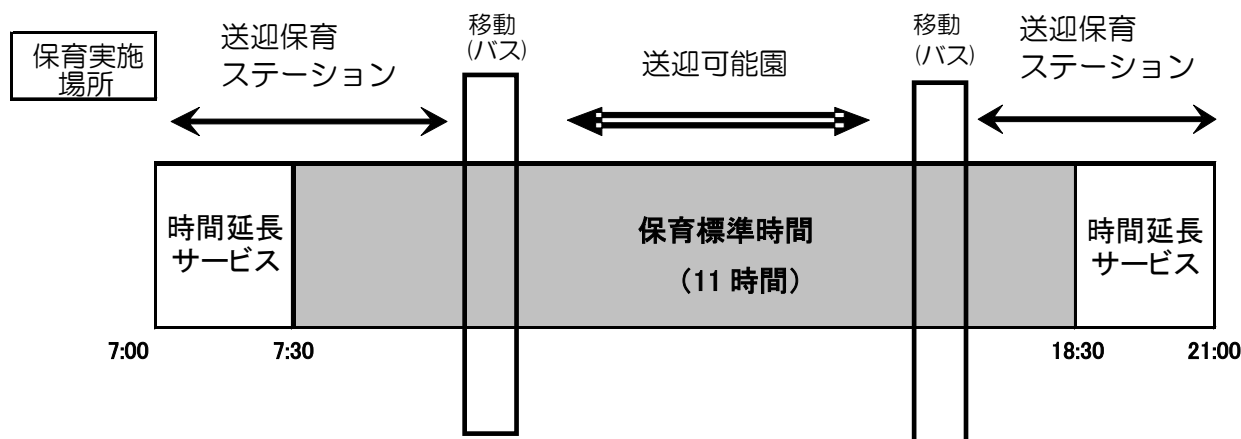 保育実施
場所
送迎保育
ステーション
移動
(バス)
送迎可能園
移動
(バス)
送迎保育
ステーション
時間延長
サービス
保育標準時間
（11 時間）
時間延長
サービス
7:00
7:30
18:30
21:00